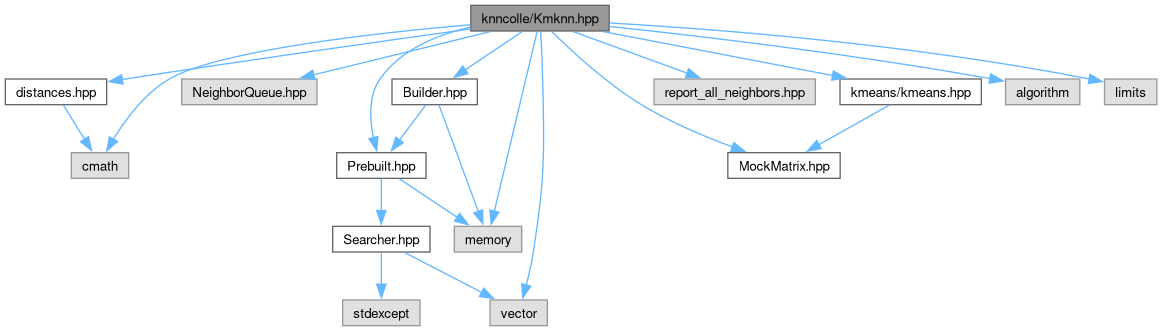 knncolle/Kmknn.hpp
distances.hpp
NeighborQueue.hpp
Builder.hpp
report_all_neighbors.hpp
kmeans/kmeans.hpp
algorithm
limits
cmath
Prebuilt.hpp
MockMatrix.hpp
Searcher.hpp
memory
stdexcept
vector